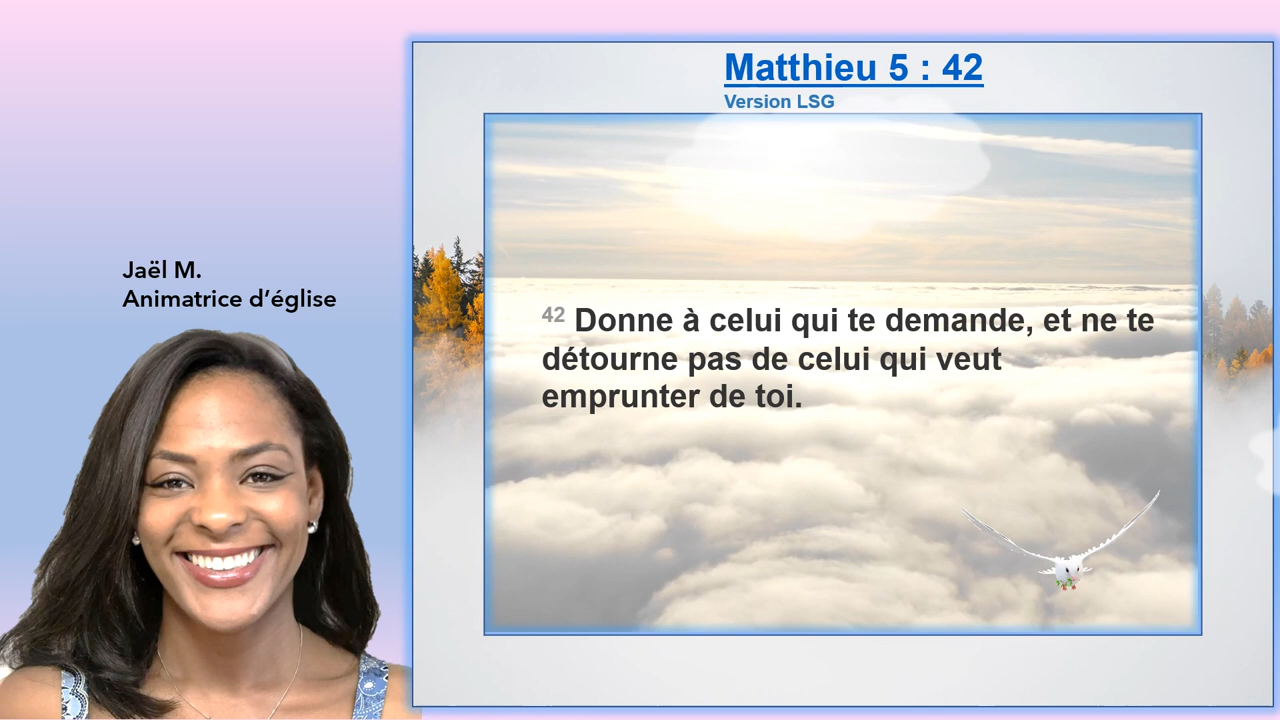 Matthieu 5 : 42
Version LSG
Jaël M.
Animatrice d’église
42 Donne à celui qui te demande, et ne te
détourne pas de celui qui veut
emprunter de toi.